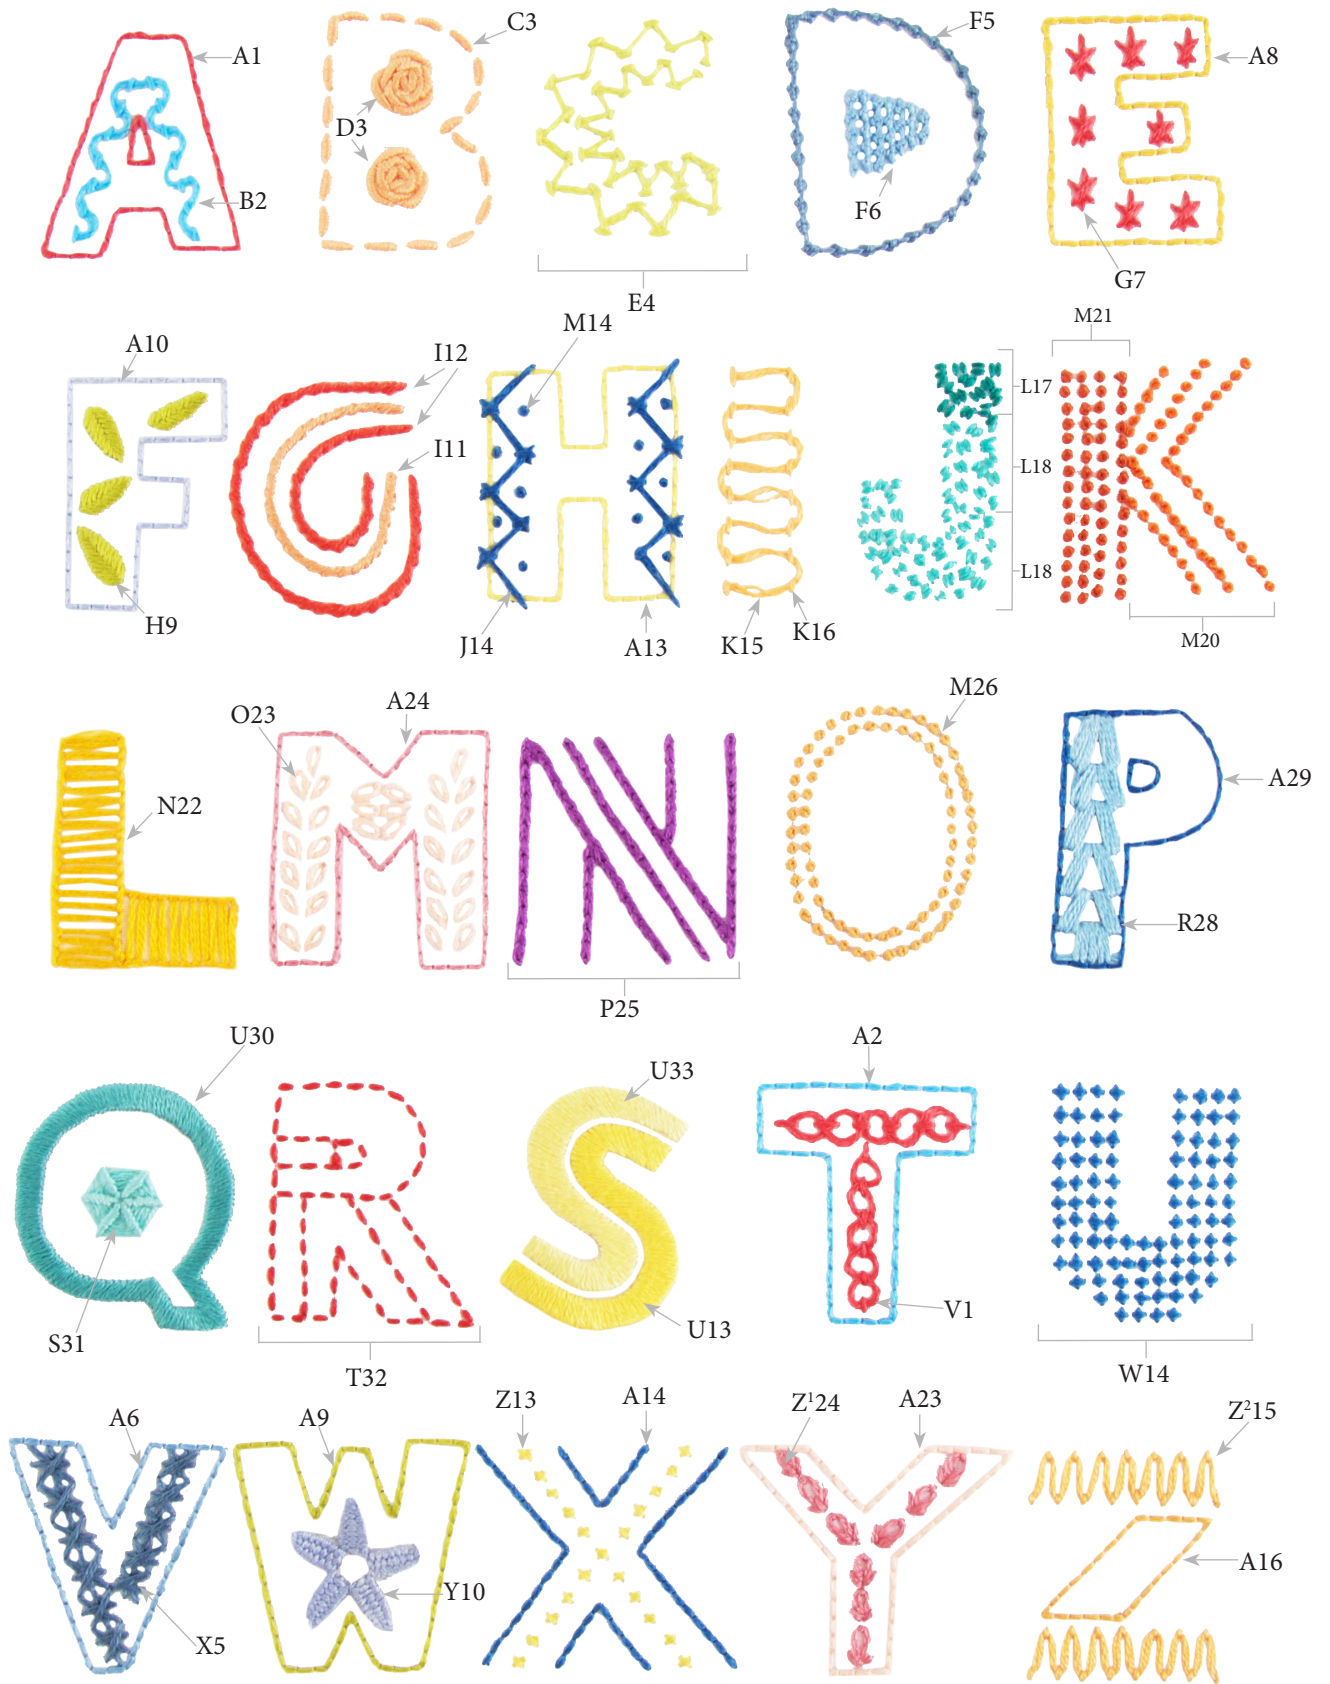 A B C D E
A1
C3
F5
A8
D3
B2
F6
G7
E4
F G H I J K
A10
I12
M14
M21
L17
I11
L18
L18
H9
J14
A13
K15
K16
M20
L M N O P
O23
A24
M26
A29
N22
R28
P25
Q R S T U
U30
U33
A2
V1
U13
S31
T32
W14
V W X Y Z
A6
A9
Z13
A14
Z¹24
A23
Z²15
A16
Y10
X5